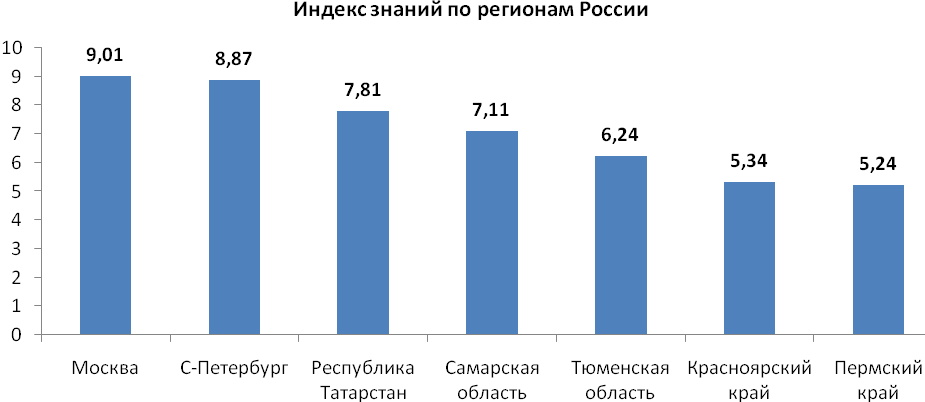 Индекс знаний по регионам России
10
9
8
7
6
5
4
3
2
1
0
9,01
8,87
7,81
7,11
6,24
5,34
5,24
Москва
С-Петербург
Республика
Татарстан
Самарская
область
Тюменская
область
Красноярский
край
Пермский
край